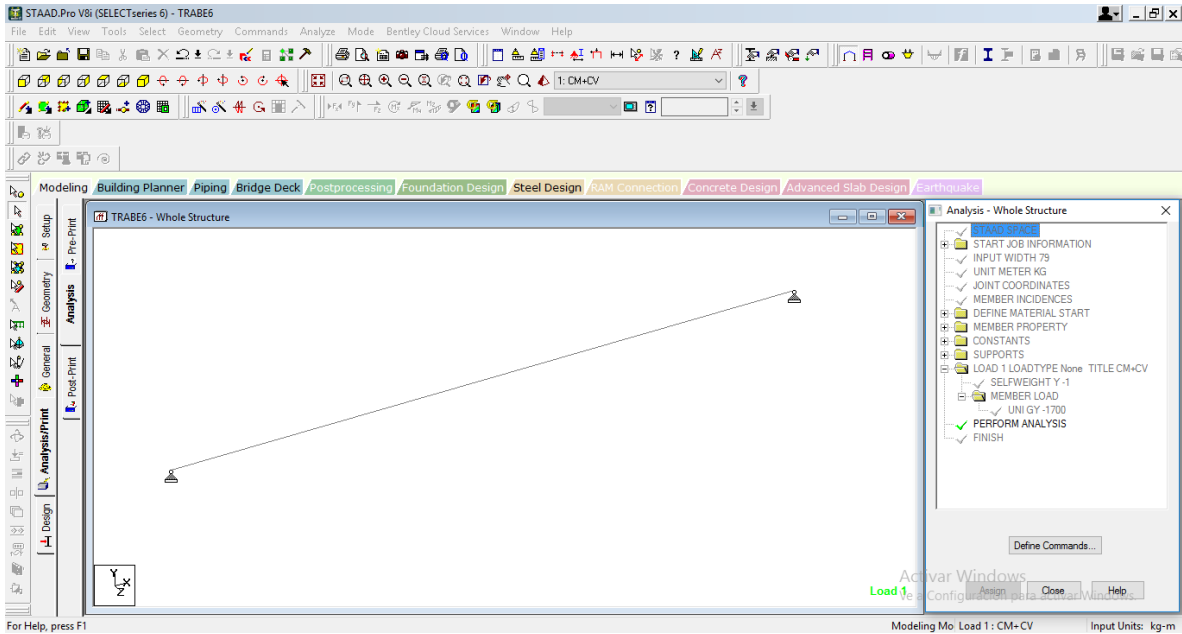 STAAD.Pro V8i (SELECTseries 6) - TRABE6
File Edit View Tools Select Geometry Commands Analyze Mode Bentley Cloud Services Window Help
1: CM+CV
Modeling Building Planner Piping Bridge Deck Postprocessing Foundation Design Steel Design RAM Connection Concrete Design Advanced Slab Design Earthquake
Setup
Geometry
General
Analysis/Print
Design
Pre-Print
Analysis
Post-Print
TRABE6 - Whole Structure
Y
X
Z
Load 1
Analysis - Whole Structure
STAAD SPACE
START JOB INFORMATION
INPUT WIDTH 79
UNIT METER KG
JOINT COORDINATES
MEMBER INCIDENCES
DEFINE MATERIAL START
MEMBER PROPERTY
CONSTANTS
SUPPORTS
LOAD 1 LOADTYPE None TITLE CM+CV
SELFWEIGHT Y -1
MEMBER LOAD
UNI GY -1700
PERFORM ANALYSIS
FINISH
Define Commands...
Activar Windows
Ve a Configuración para activar Windows.
Assign Close Help
For Help, press F1
Modeling Mo Load 1 : CM+CV Input Units: kg-m